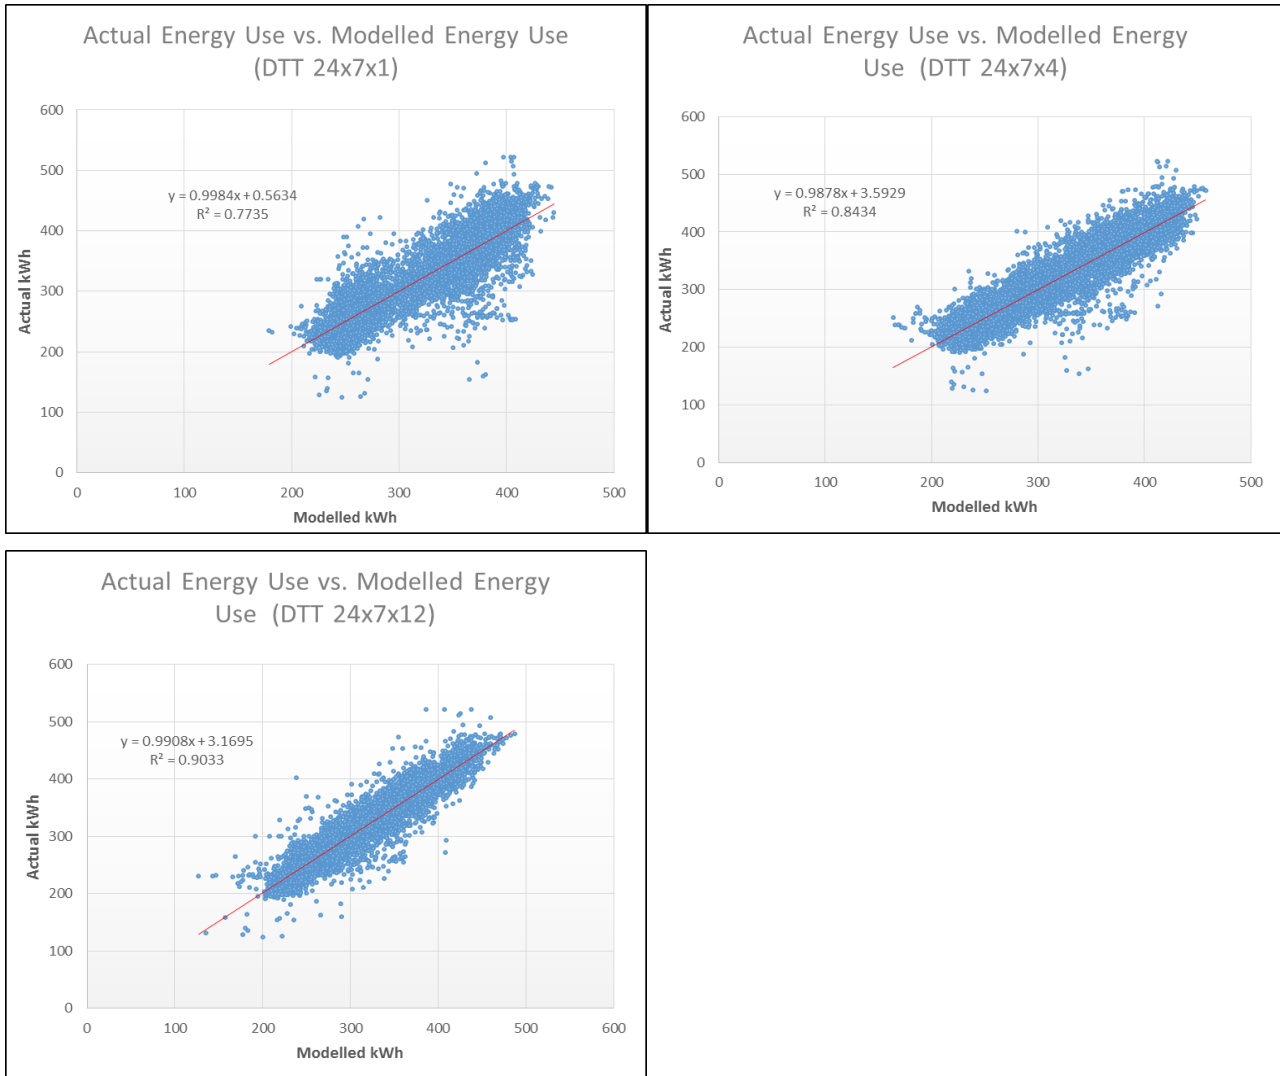 Actual Energy Use vs. Modelled Energy Use
(DTT 24x7x1)
600
500
400
300
200
100
0
y = 0.9984x + 0.5634
R² = 0.7735
Actual kWh
0 100 200 300 400 500
Modelled kWh
Actual Energy Use vs. Modelled Energy
Use (DTT 24x7x4)
600
500
400
300
200
100
0
y = 0.9878x + 3.5929
R² = 0.8434
Actual kWh
0 100 200 300 400 500
Modelled kWh
Actual Energy Use vs. Modelled Energy
Use (DTT 24x7x12)
600
500
400
300
200
100
0
y = 0.9908x + 3.1695
R² = 0.9033
Actual kWh
0 100 200 300 400 500 600
Modelled kWh